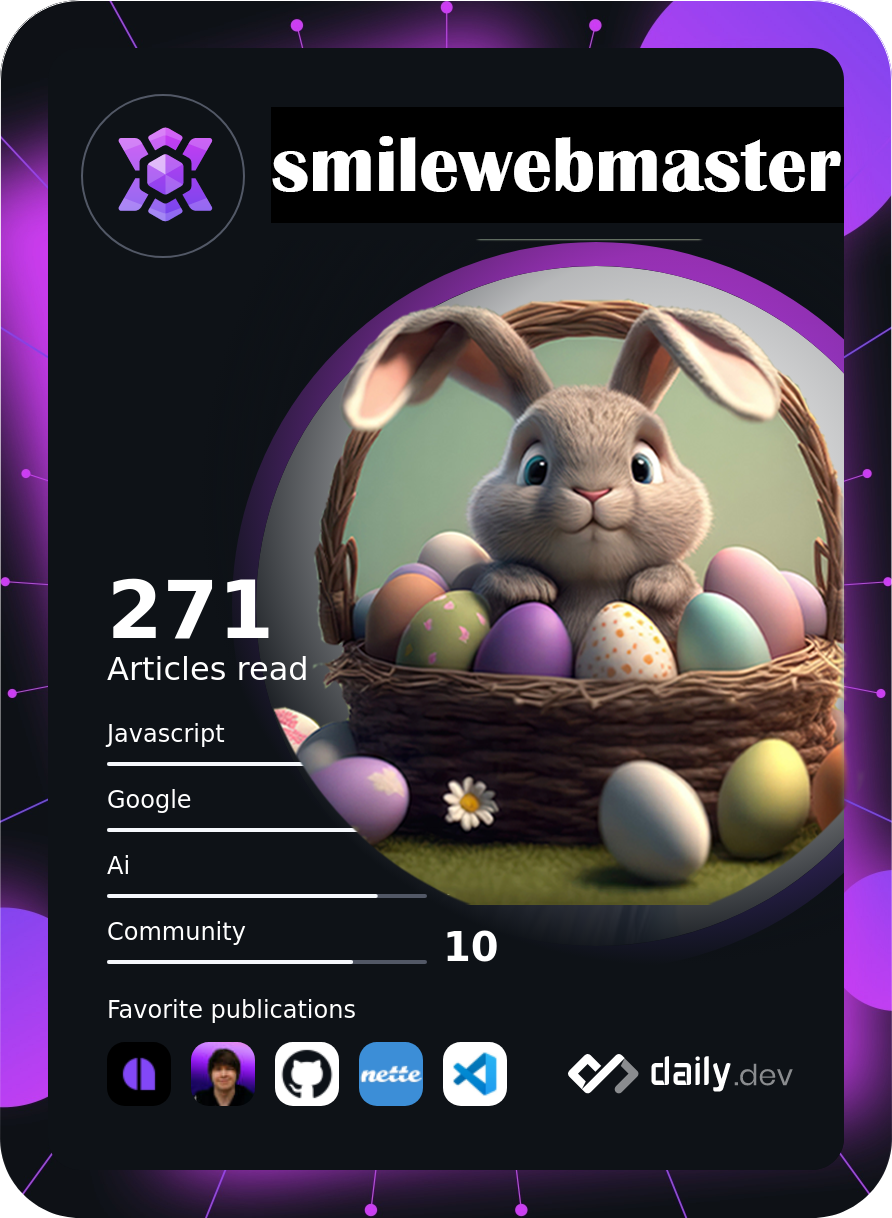 smilewebmaster
271
Articles read
Javascript
Google
Ai
Community
10
Favorite publications
nette
daily.dev